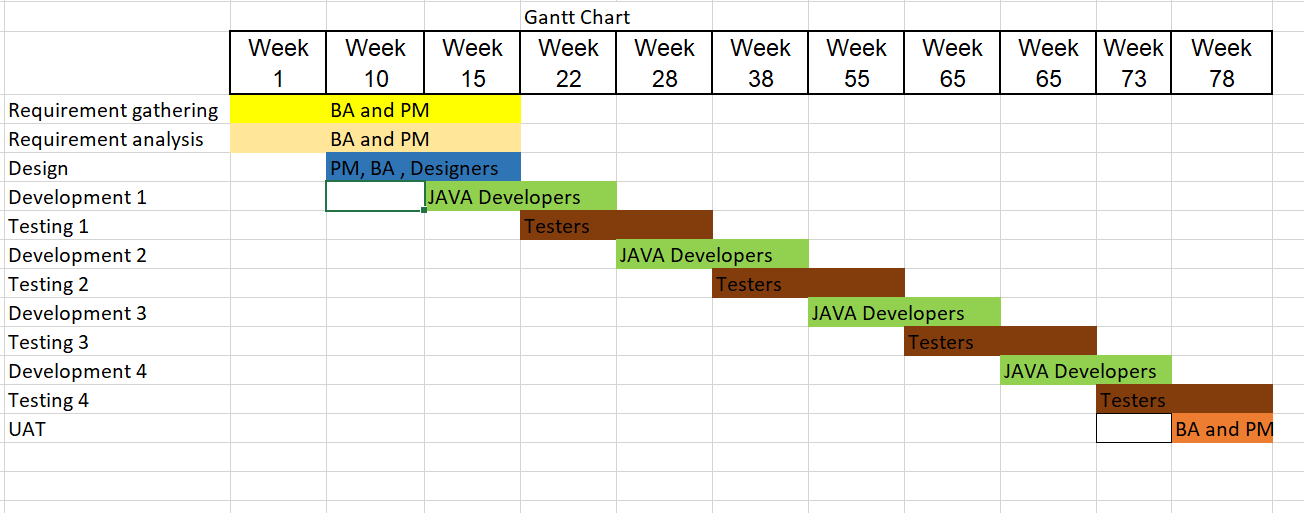 Gantt Chart
Week 1 Week 10 Week 15 Week 22 Week 28 Week 38 Week 55 Week 65 Week 65 Week 73 Week 78
Requirement gathering BA and PM
Requirement analysis BA and PM
Design PM, BA , Designers
Development 1 JAVA Developers
Testing 1 Testers
Development 2 JAVA Developers
Testing 2 Testers
Development 3 JAVA Developers
Testing 3 Testers
Development 4 JAVA Developers
Testing 4 Testers
UAT BA and PM